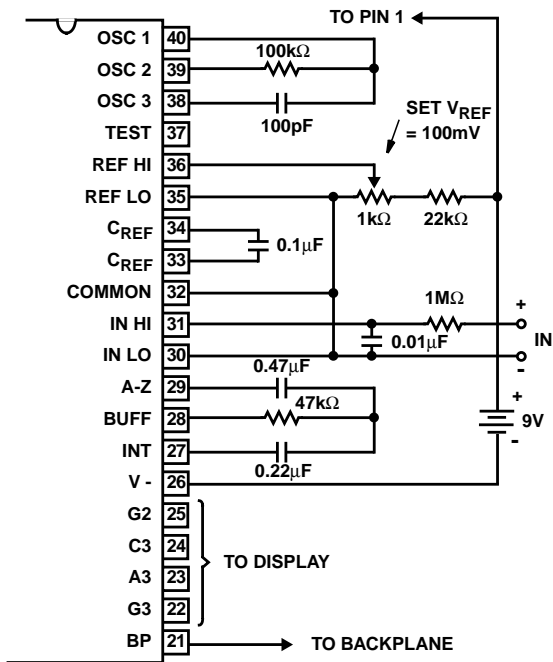 TO PIN 1
OSC 1 40
100kΩ
OSC 2 39
OSC 3 38
100pF
SET VREF
= 100mV
TEST 37
REF HI 36
REF LO 35
1kΩ 22kΩ
CREF 34
0.1µF
CREF 33
COMMON 32
1MΩ
IN HI 31
+
IN
0.01µF
IN LO 30
-
0.47µF
A-Z 29
47kΩ
BUFF 28
+
9V
-
INT 27
0.22µF
V - 26
G2 25
C3 24
TO DISPLAY
A3 23
G3 22
BP 21
TO BACKPLANE